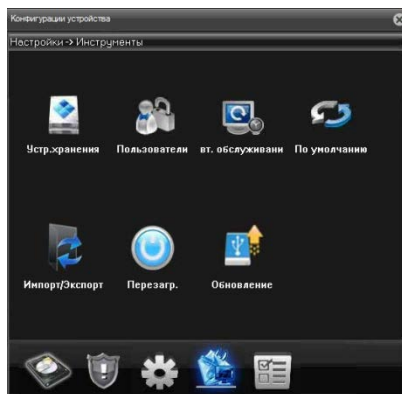 Конфигурации устройства
Настройки -> Инструменты
Устр.хранения Пользователи вт. обслуживани По умолчанию
Импорт/Экспорт Перезагр. Обновление